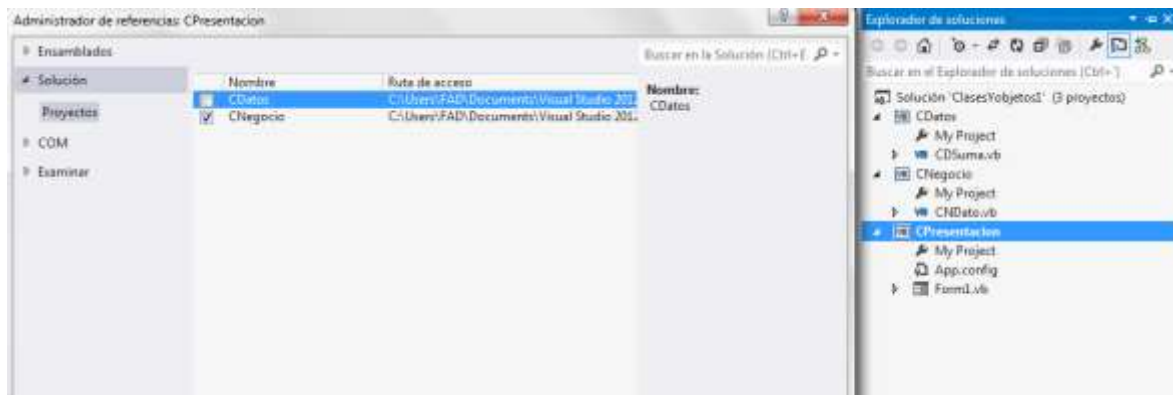 Administrador de referencias: CPresentacion
Ensamblados
Solución
Proyectos
COM
Examinar
Buscar en la Solución (Ctrl+E
Nombre Ruta de acceso
CDatos C:\Users\FAD\Documents\Visual Studio 201
CNegocio C:\Users\FAD\Documents\Visual Studio 201
Nombre:
CDatos
Explorador de soluciones
Buscar en el Explorador de soluciones (Ctrl+
Solución 'ClasesYobjetos1' (3 proyectos)
CDatos
My Project
CDSuma.vb
CNegocio
My Project
CNDato.vb
CPresentacion
My Project
App.config
Form1.vb